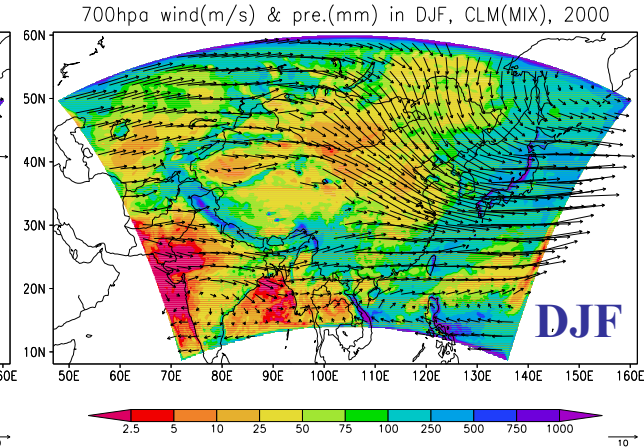 700hpa wind(m/s) & pre.(mm) in DJF, CLM(MIX), 2000
60N
50N
40N
30N
20N
10N
DJF
60E
50E 60E 70E 80E 90E 100E 110E 120E 130E 140E 150E 160E
2.5 5 10 25 50 75 100 250 500 750 1000
10